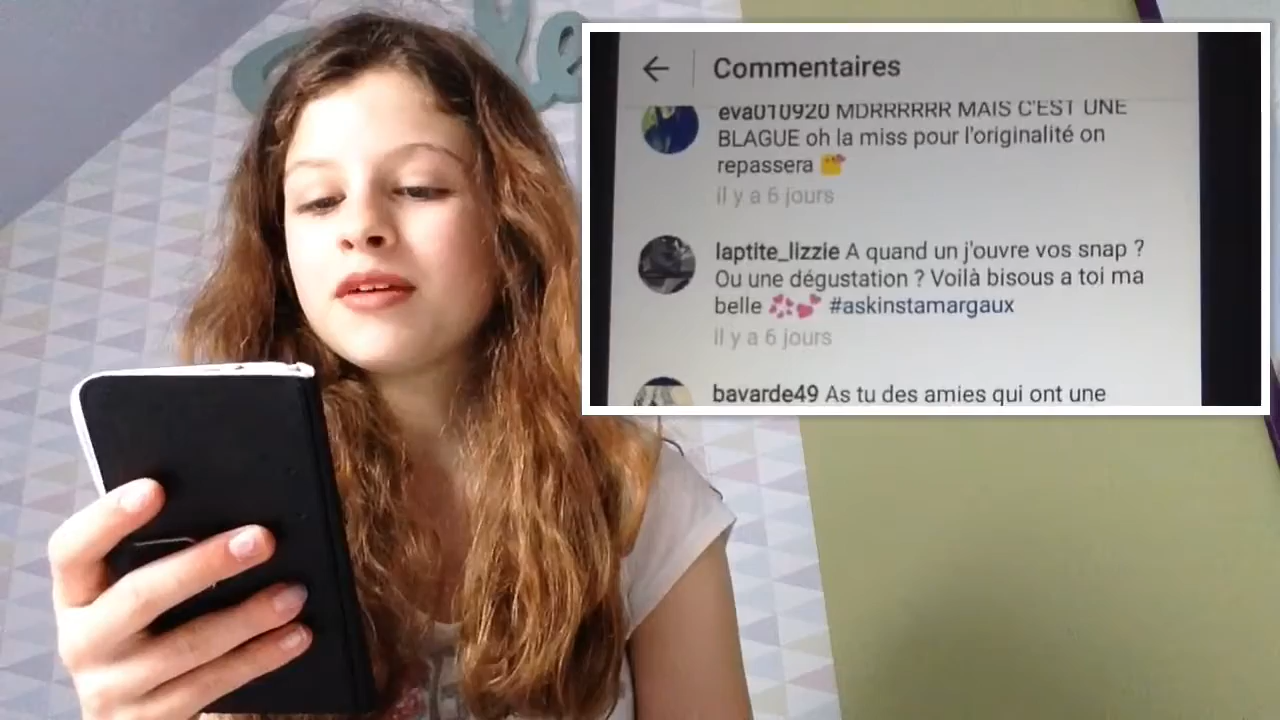 Commentaires
eva010920 MDRRRRRR MAIS C'EST UNE
BLAGUE oh la miss pour l'originalité on
repassera
il y a 6 jours
laptite_lizzie A quand un j'ouvre vos snap ?
Ou une dégustation ? Voilà bisous a toi ma
belle #askinstamargaux
il y a 6 jours
bavarde49 As tu des amies qui ont une